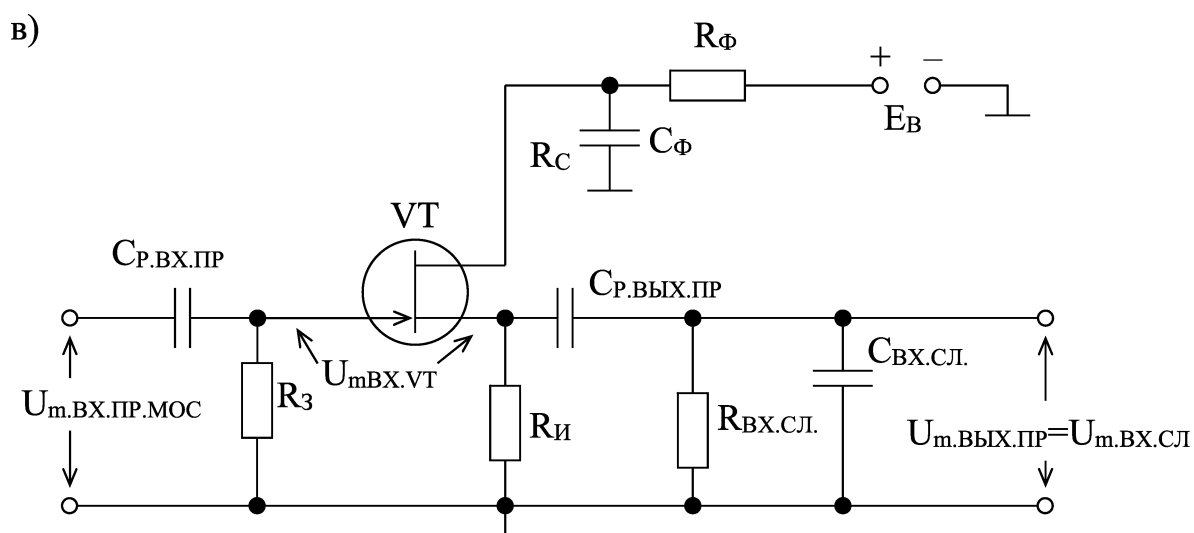 в)
RФ
+ –
EВ
RС CФ
VT
CР.ВХ.ПР
CР.ВЫХ.ПР
UmВХ.VT
CВХ.СЛ.
Um.ВХ.ПР.МОС
RЗ
RИ
RВХ.СЛ.
Um.ВЫХ.ПР=Um.ВХ.СЛ